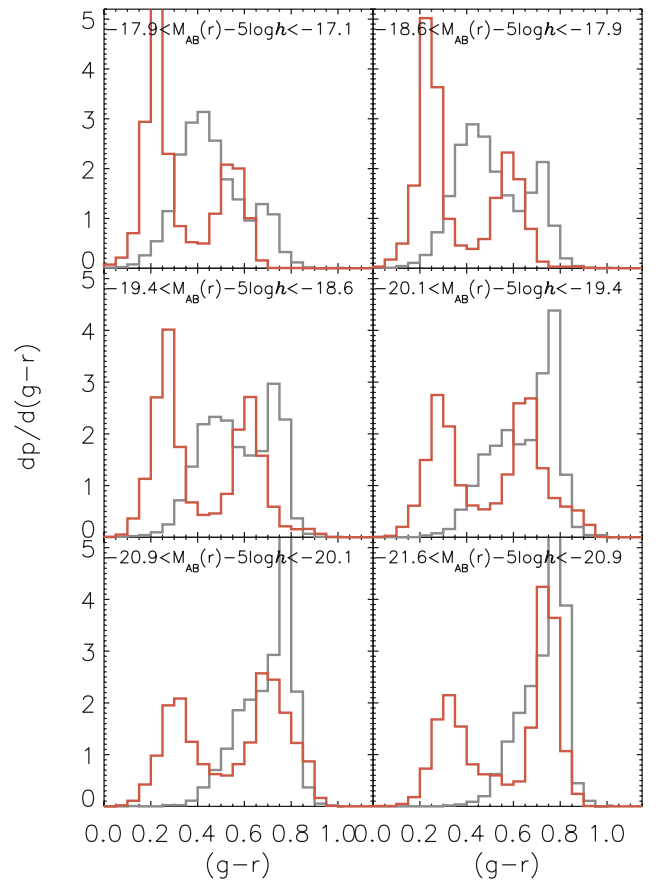 −17.9<M_AB(r)−5logh<−17.1
−18.6<M_AB(r)−5logh<−17.9
5
4
3
2
1
0
−19.4<M_AB(r)−5logh<−18.6
−20.1<M_AB(r)−5logh<−19.4
5
4
3
2
1
0
dp/d(g−r)
−20.9<M_AB(r)−5logh<−20.1
−21.6<M_AB(r)−5logh<−20.9
5
4
3
2
1
0
0.0 0.2 0.4 0.6 0.8 1.0 0.0 0.2 0.4 0.6 0.8 1.0
(g−r) (g−r)